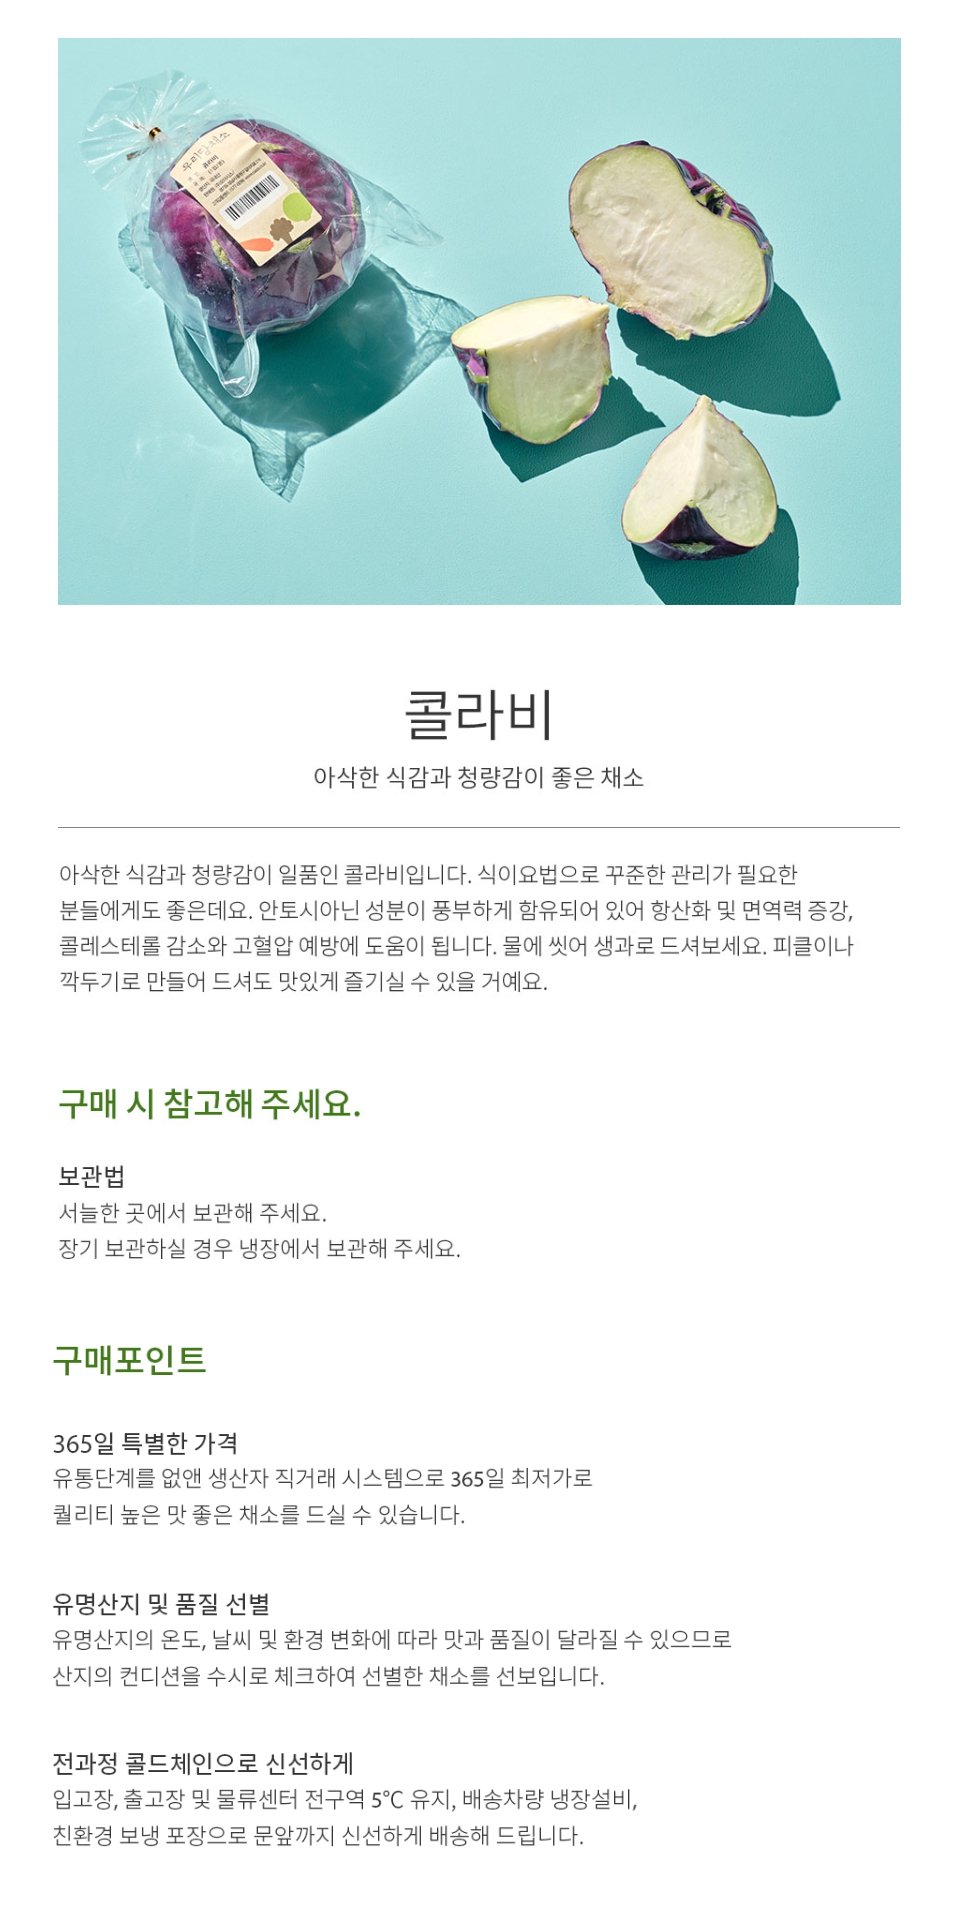 우리땅채소
콜라비
콜라비
아삭한 식감과 청량감이 좋은 채소
아삭한 식감과 청량감이 일품인 콜라비입니다. 식이요법으로 꾸준한 관리가 필요한
분들에게도 좋은데요. 안토시아닌 성분이 풍부하게 함유되어 있어 항산화 및 면역력 증강,
콜레스테롤 감소와 고혈압 예방에 도움이 됩니다. 물에 씻어 생과로 드셔보세요. 피클이나
깍두기로 만들어 드셔도 맛있게 즐기실 수 있을 거예요.
구매 시 참고해 주세요.
보관법
서늘한 곳에서 보관해 주세요.
장기 보관하실 경우 냉장에서 보관해 주세요.
구매포인트
365일 특별한 가격
유통단계를 없앤 생산자 직거래 시스템으로 365일 최저가로
퀄리티 높은 맛 좋은 채소를 드실 수 있습니다.
유명산지 및 품질 선별
유명산지의 온도, 날씨 및 환경 변화에 따라 맛과 품질이 달라질 수 있으므로
산지의 컨디션을 수시로 체크하여 선별한 채소를 선보입니다.
전과정 콜드체인으로 신선하게
입고장, 출고장 및 물류센터 전구역 5℃ 유지, 배송차량 냉장설비,
친환경 보냉 포장으로 문앞까지 신선하게 배송해 드립니다.